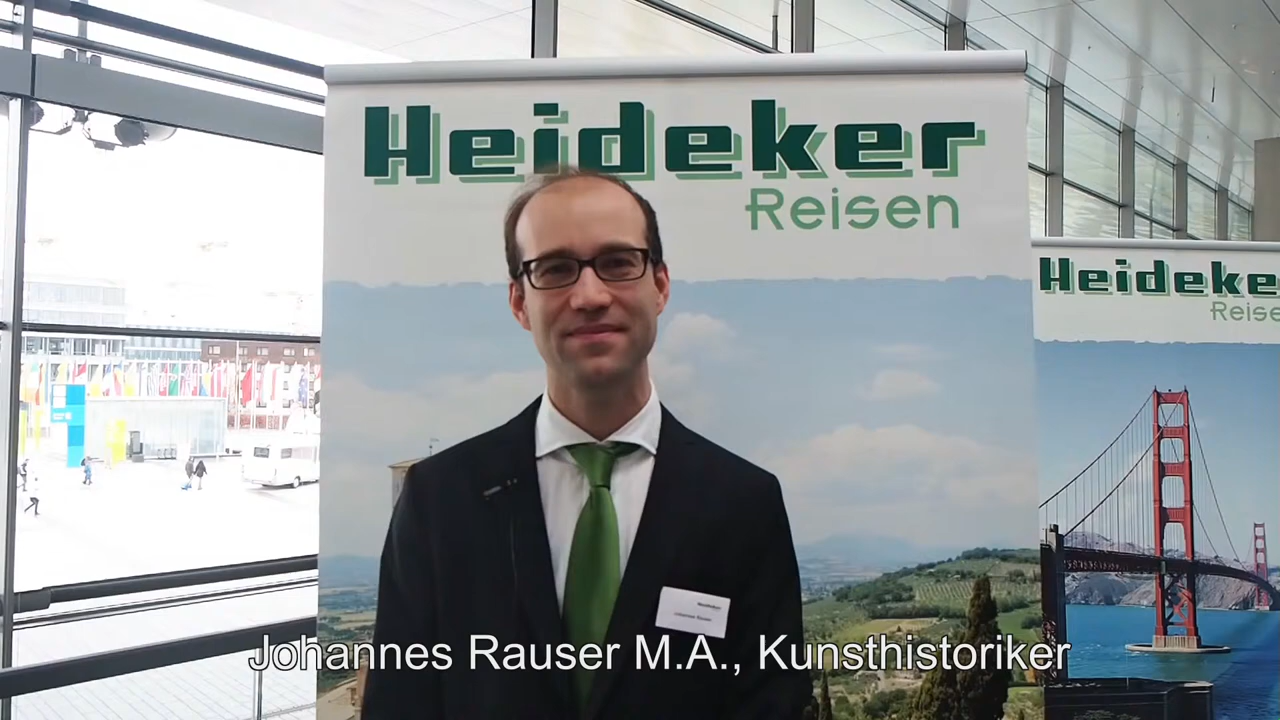 Heideker
Reisen
Heideke
Reise
Johannes Rauser M.A., Kunsthistoriker